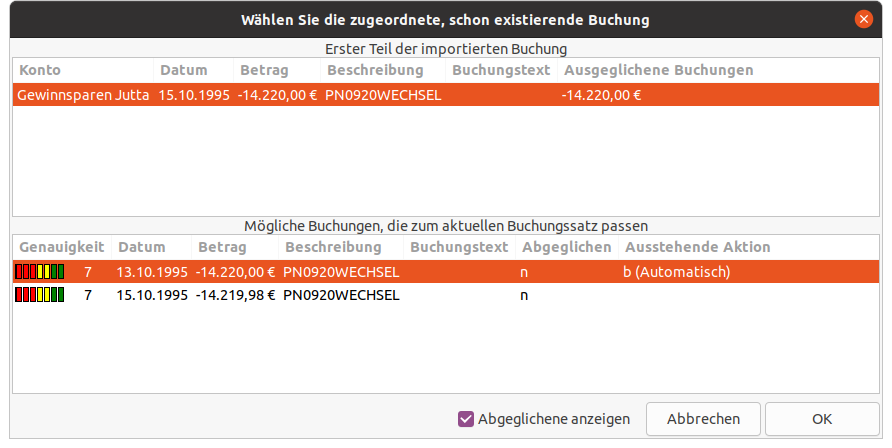 Wählen Sie die zugeordnete, schon existierende Buchung
Erster Teil der importierten Buchung
Konto Datum Betrag Beschreibung Buchungstext Ausgeglichene Buchungen
Gewinnsparen Jutta 15.10.1995 -14.220,00 € PN0920WECHSEL -14.220,00 €
Mögliche Buchungen, die zum aktuellen Buchungssatz passen
Genauigkeit Datum Betrag Beschreibung Buchungstext Abgeglichen Ausstehende Aktion
7 13.10.1995 -14.220,00 € PN0920WECHSEL n b (Automatisch)
7 15.10.1995 -14.219,98 € PN0920WECHSEL n
Abgeglichene anzeigen Abbrechen OK